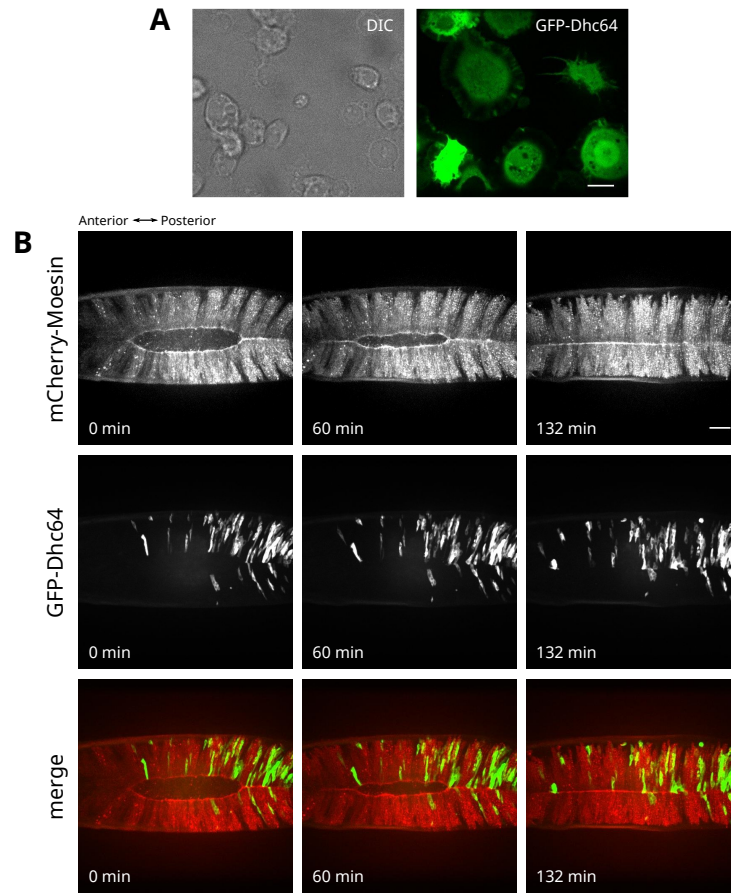 A
DIC
GFP-Dhc64
Anterior ↔ Posterior
B
mCherry-Moesin
0 min
60 min
132 min
GFP-Dhc64
0 min
60 min
132 min
merge
0 min
60 min
132 min